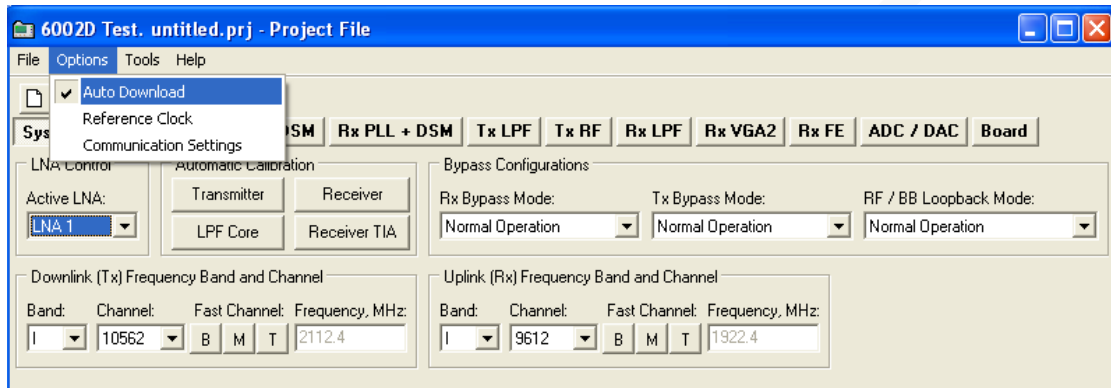 6002D Test. untitled.prj - Project File
File Options Tools Help
Auto Download
Reference Clock
Communication Settings
Sys DSM Rx PLL + DSM Tx LPF Tx RF Rx LPF Rx VGA2 Rx FE ADC / DAC Board
LNA Control Automatic Calibration Bypass Configurations
Active LNA: Transmitter Receiver Rx Bypass Mode: Tx Bypass Mode: RF / BB Loopback Mode:
LNA 1 LPF Core Receiver TIA Normal Operation Normal Operation Normal Operation
Downlink (Tx) Frequency Band and Channel Uplink (Rx) Frequency Band and Channel
Band: Channel: Fast Channel: Frequency, MHz: Band: Channel: Fast Channel: Frequency, MHz:
I 10562 B M T 2112.4 I 9612 B M T 1922.4